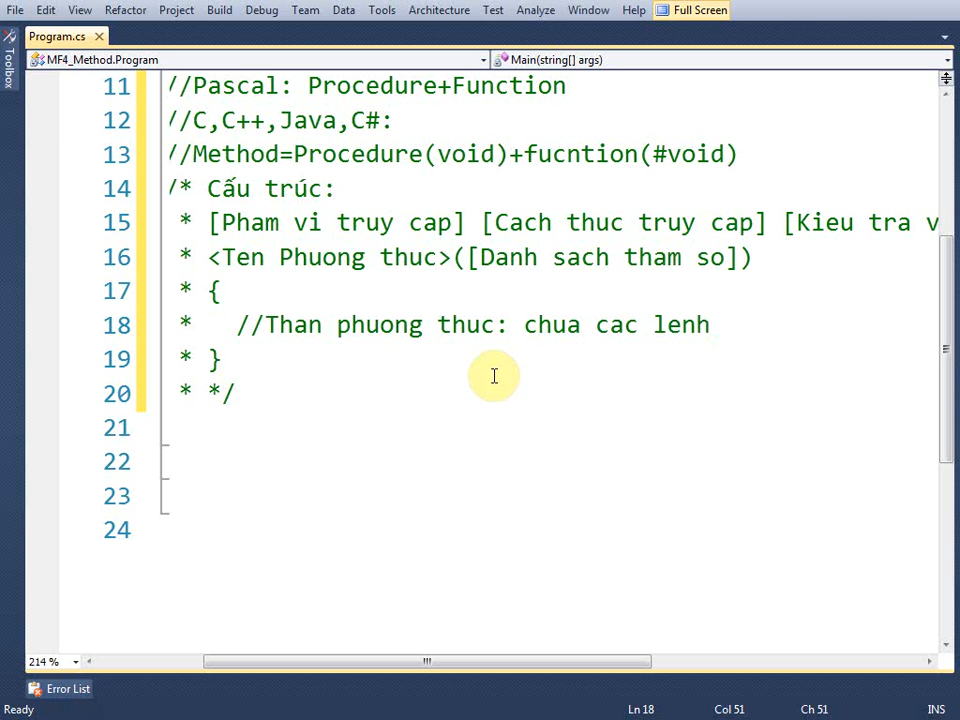 File Edit View Refactor Project Build Debug Team Data Tools Architecture Test Analyze Window Help Full Screen
Program.cs
Toolbox
MF4_Method.Program Main(string[] args)
11 //Pascal: Procedure+Function
12 //C,C++,Java,C#:
13 //Method=Procedure(void)+fucntion(#void)
14 /* Cấu trúc:
15 * [Pham vi truy cap] [Cach thuc truy cap] [Kieu tra v
16 * <Ten Phuong thuc>([Danh sach tham so])
17 * {
18 * //Than phuong thuc: chua cac lenh
19 * }
20 * */
21
22
23
24
214 %
Error List
Ready Ln 18 Col 51 Ch 51 INS